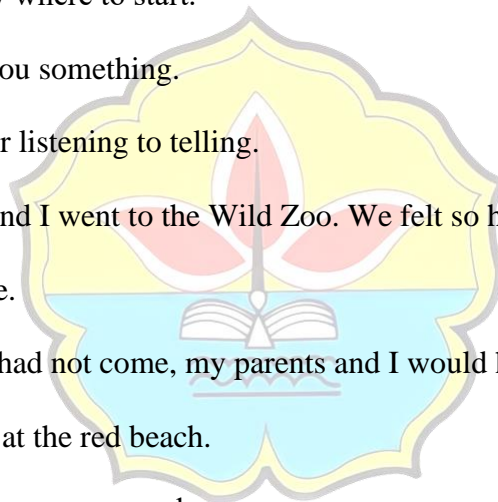 where to start.
ou something.
r listening to telling.
nd I went to the Wild Zoo. We felt so h
e.
had not come, my parents and I would
at the red beach.